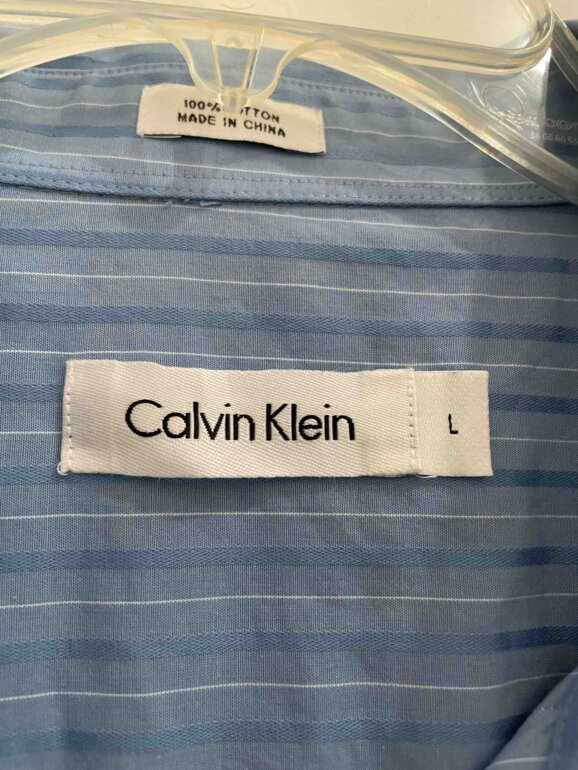 100% COTTON
MADE IN CHINA
Calvin Klein
L